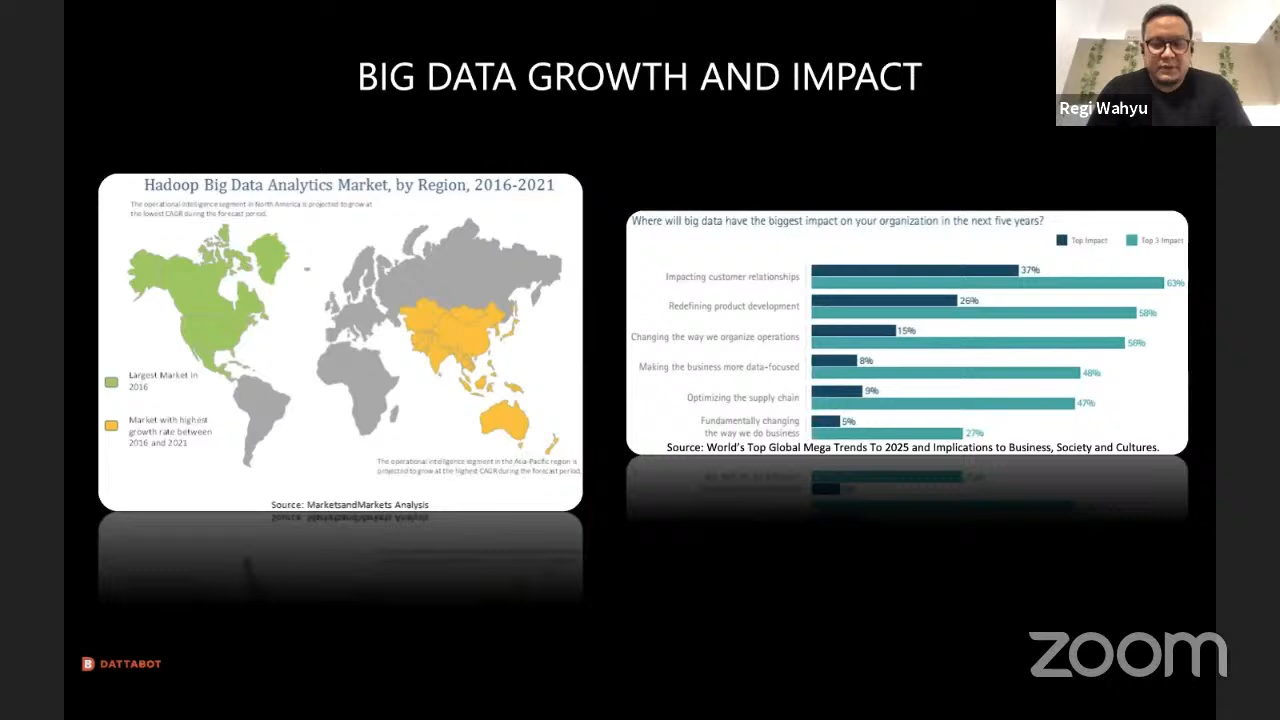 BIG DATA GROWTH AND IMPACT
Regi Wahyu
Hadoop Big Data Analytics Market, by Region, 2016-2021
The operational intelligence segment in North America is projected to grow at
the lowest CAGR during the forecast period.
Largest Market in
2016
Market with highest
growth rate between
2016 and 2021
The operational intelligence segment in the Asia-Pacific region is
projected to grow at the highest CAGR during the forecast period.
Source: MarketsandMarkets Analysis
Where will big data have the biggest impact on your organization in the next five years?
Top Impact
Top 3 Impact
Impacting customer relationships
37%
63%
Redefining product development
26%
58%
Changing the way we organize operations
15%
56%
Making the business more data-focused
8%
48%
Optimizing the supply chain
9%
47%
Fundamentally changing
the way we do business
5%
27%
Source: World's Top Global Mega Trends To 2025 and Implications to Business, Society and Cultures.
B DATTABOT
zoom